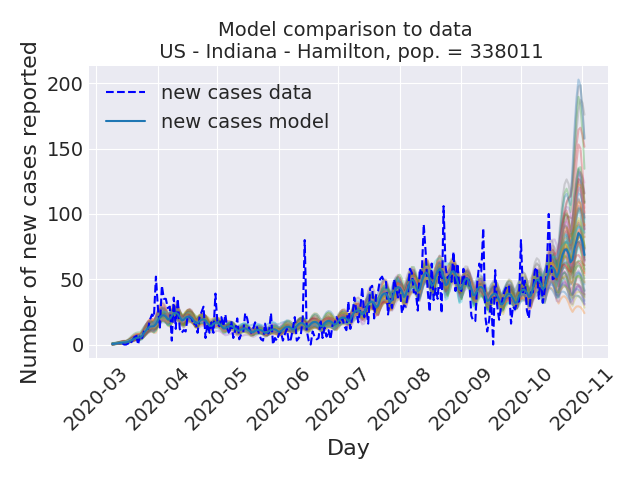 Model comparison to data
US - Indiana - Hamilton, pop. = 338011
Number of new cases reported
200
150
100
50
0
new cases data
new cases model
2020-03
2020-04
2020-05
2020-06
2020-07
2020-08
2020-09
2020-10
2020-11
Day